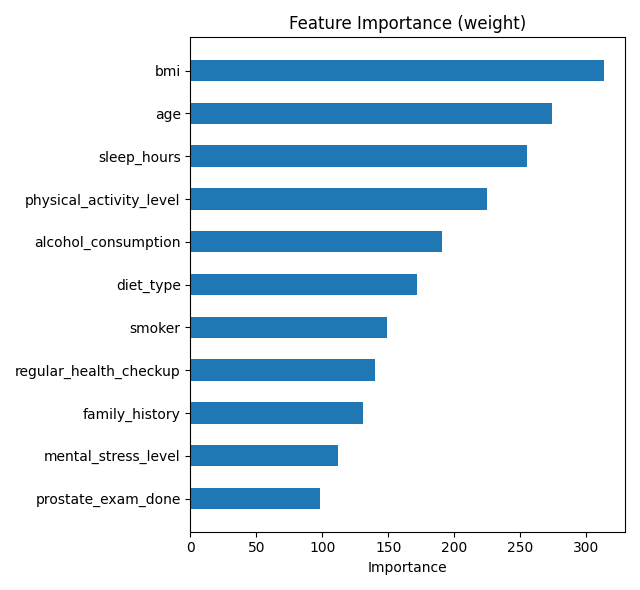 Feature Importance (weight)
bmi
age
sleep_hours
physical_activity_level
alcohol_consumption
diet_type
smoker
regular_health_checkup
family_history
mental_stress_level
prostate_exam_done
0 50 100 150 200 250 300
Importance